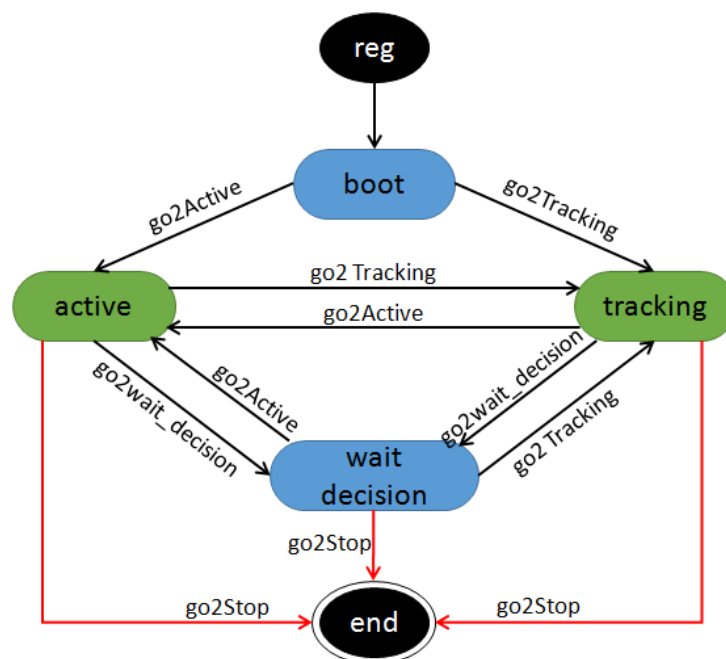 reg
boot
go2Active
go2Tracking
go2 Tracking
active
tracking
go2Active
go2wait_decision
go2Active
go2wait_decision
go2 Tracking
wait
decision
go2Stop
go2Stop
go2Stop
end